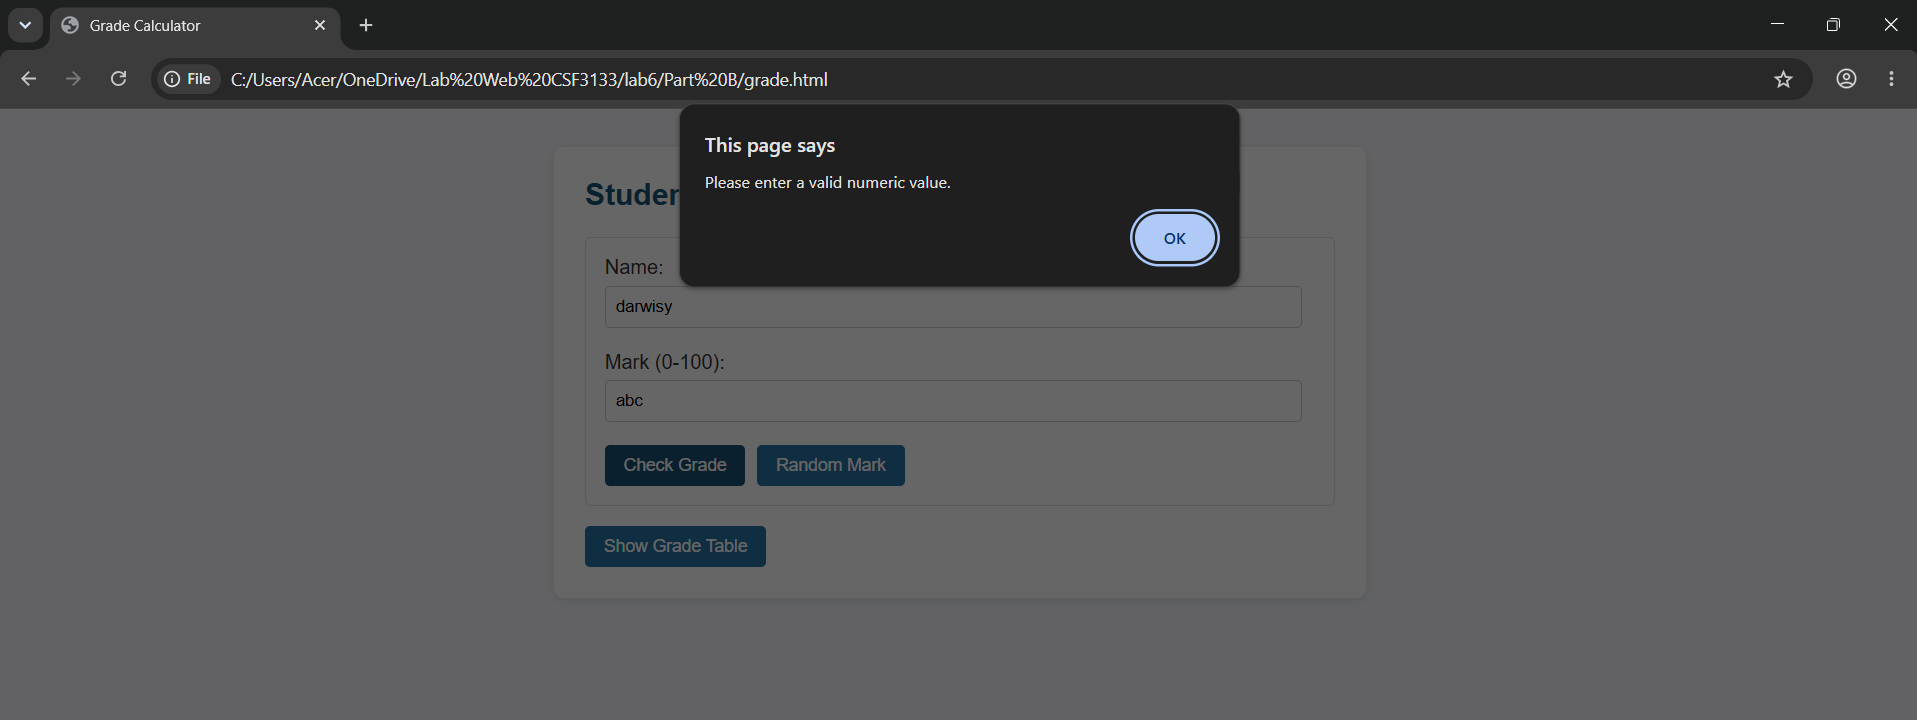 Grade Calculator
File C:/Users/Acer/OneDrive/Lab%20Web%20CSF3133/lab6/Part%20B/grade.html
This page says
Please enter a valid numeric value.
OK
Name:
darwisy
Mark (0-100):
abc
Check Grade Random Mark
Show Grade Table